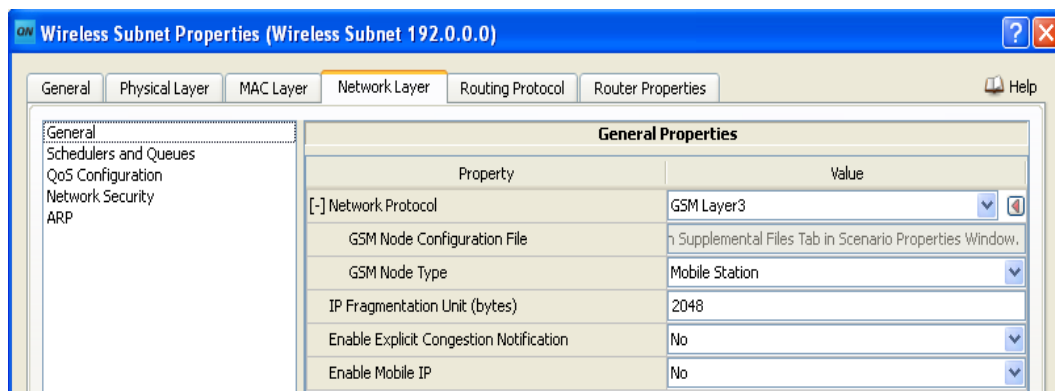 QN Wireless Subnet Properties (Wireless Subnet 192.0.0.0)
General Physical Layer MAC Layer Network Layer Routing Protocol Router Properties Help
General
Schedulers and Queues
QoS Configuration
Network Security
ARP
General Properties
Property Value
[-] Network Protocol GSM Layer3
GSM Node Configuration File Supplemental Files Tab in Scenario Properties Window.
GSM Node Type Mobile Station
IP Fragmentation Unit (bytes) 2048
Enable Explicit Congestion Notification No
Enable Mobile IP No